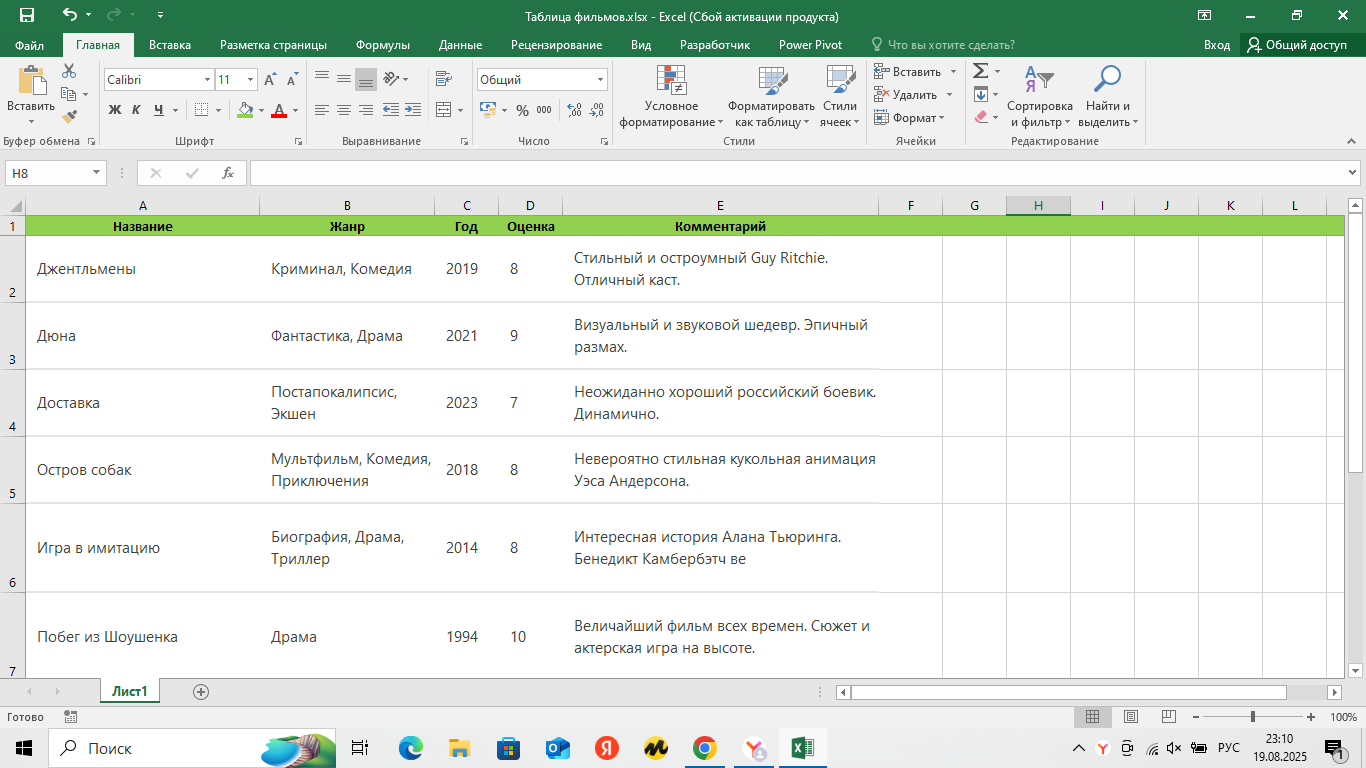 Таблица фильмов.xlsx - Excel (Сбой активации продукта)
Файл Главная Вставка Разметка страницы Формулы Данные Рецензирование Вид Разработчик Power Pivot Что вы хотите сделать? Вход Общий доступ
Calibri 11 Общий Вставить
Вставить Ж К Ч % 000 Условное форматирование Форматировать как таблицу Стили ячеек Удалить Сортировка и фильтр Найти и выделить
Формат
Буфер обмена Шрифт Выравнивание Число Стили Ячейки Редактирование
H8 fx
A B C D E F G H I J K L
1 Название Жанр Год Оценка Комментарий
Стильный и остроумный Guy Ritchie.
Джентльмены Криминал, Комедия 2019 8
Отличный каст.
2
Визуальный и звуковой шедевр. Эпичный
Дюна Фантастика, Драма 2021 9
размах.
3
Постапокалипсис, Неожиданно хороший российский боевик.
Доставка 2023 7
Экшен Динамично.
4
Мультфильм, Комедия, Невероятно стильная кукольная анимация
Остров собак 2018 8
Приключения Уэса Андерсона.
5
Биография, Драма, Интересная история Алана Тьюринга.
Игра в имитацию 2014 8
Триллер Бенедикт Камбербэтч ве
6
Величайший фильм всех времен. Сюжет и
Побег из Шоушенка Драма 1994 10
актерская игра на высоте.
7
Лист1
Готово 100%
Поиск РУС 23:10
19.08.2025 1